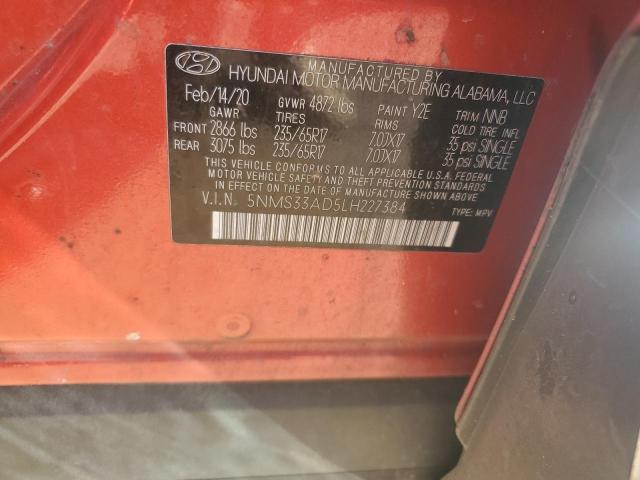 MANUFACTURED BY
HYUNDAI MOTOR MANUFACTURING ALABAMA, LLC
Feb/14/20 GVWR 4872 lbs PAINT Y2E TRIM NNB
GAWR TIRES RIMS COLD TIRE INFL
FRONT 2866 lbs 235/65R17 7.0JX17 35 psi SINGLE
REAR 3075 lbs 235/65R17 7.0JX17 35 psi SINGLE
THIS VEHICLE CONFORMS TO ALL APPLICABLE U.S.A. FEDERAL
MOTOR VEHICLE SAFETY AND THEFT PREVENTION STANDARDS
IN EFFECT ON THE DATE OF MANUFACTURE SHOWN ABOVE.
V.I.N. 5NMS33AD5LH227384 TYPE: MPV